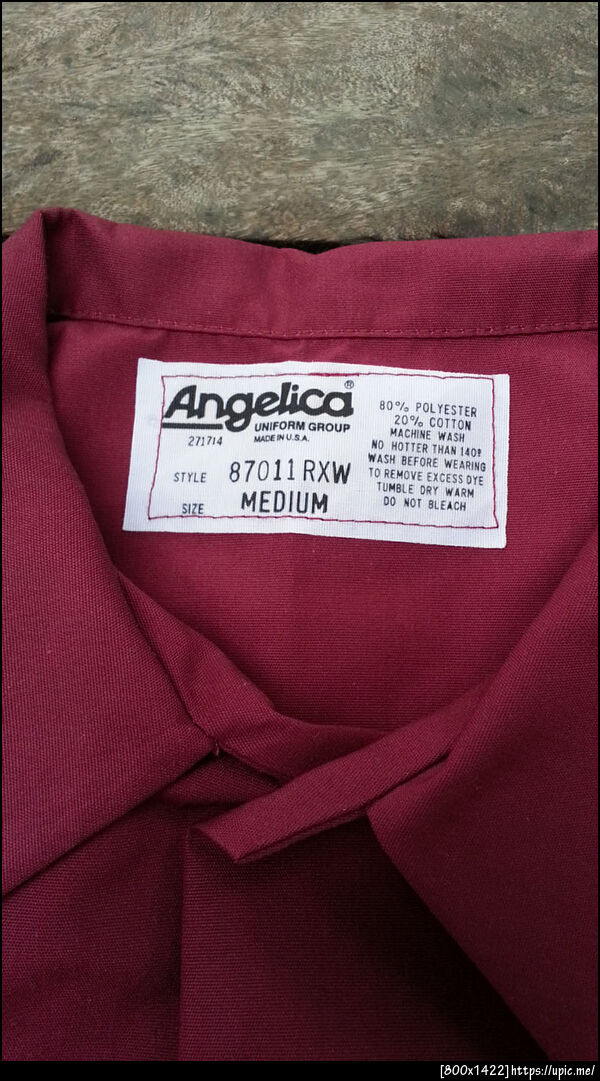 Angelica®
UNIFORM GROUP
271714 MADE IN U.S.A.
STYLE 87011 RXW
SIZE MEDIUM
80% POLYESTER
20% COTTON
MACHINE WASH
NO HOTTER THAN 140º
WASH BEFORE WEARING
TO REMOVE EXCESS DYE
TUMBLE DRY WARM
DO NOT BLEACH
[800x1422]https://upic.me/